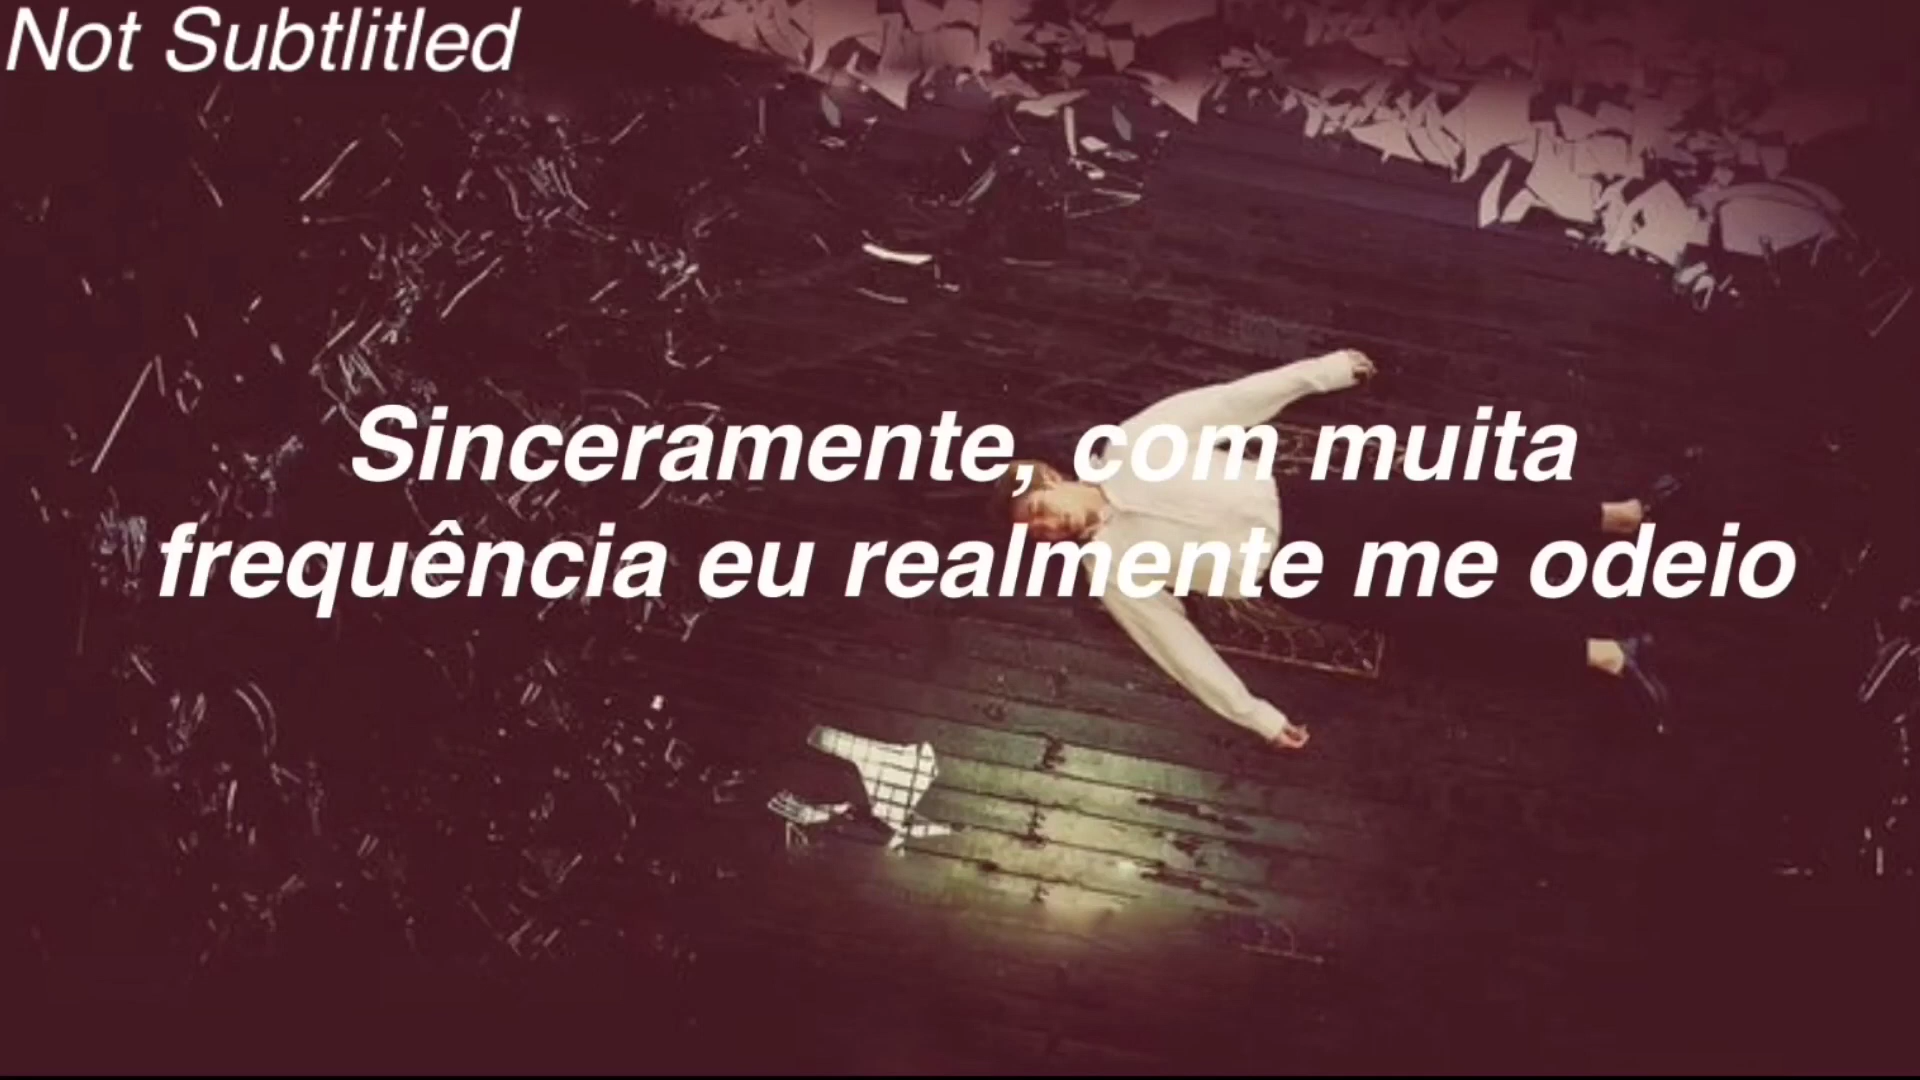 Not Subtlitled
Sinceramente, com muita
frequência eu realmente me odeio